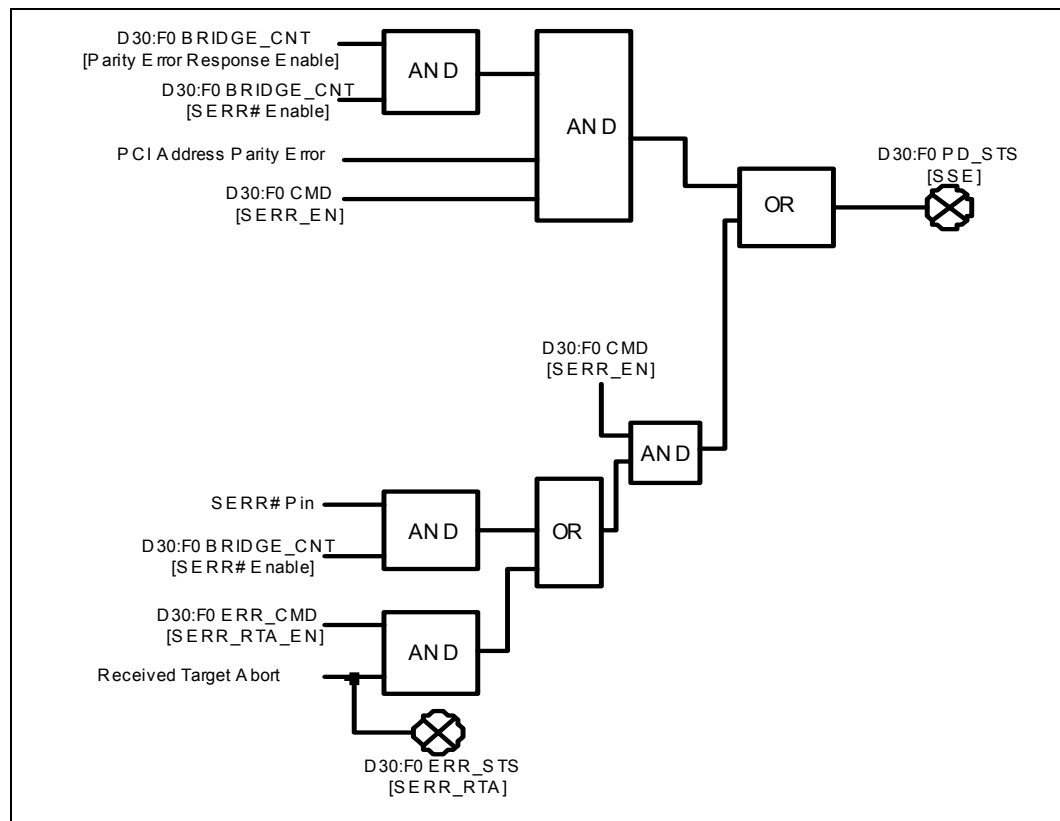 D30:F0 BRIDGE_CNT
[Parity Error Response Enable]
AND
D30:F0 BRIDGE_CNT
[SERR# Enable]
AND
PCI Address Parity Error
D30:F0 CMD
[SERR_EN]
OR
D30:F0 PD_STS
[SSE]
D30:F0 CMD
[SERR_EN]
AND
SERR# Pin
AND
OR
D30:F0 BRIDGE_CNT
[SERR# Enable]
D30:F0 ERR_CMD
[SERR_RTA_EN]
AND
Received Target Abort
D30:F0 ERR_STS
[SERR_RTA]